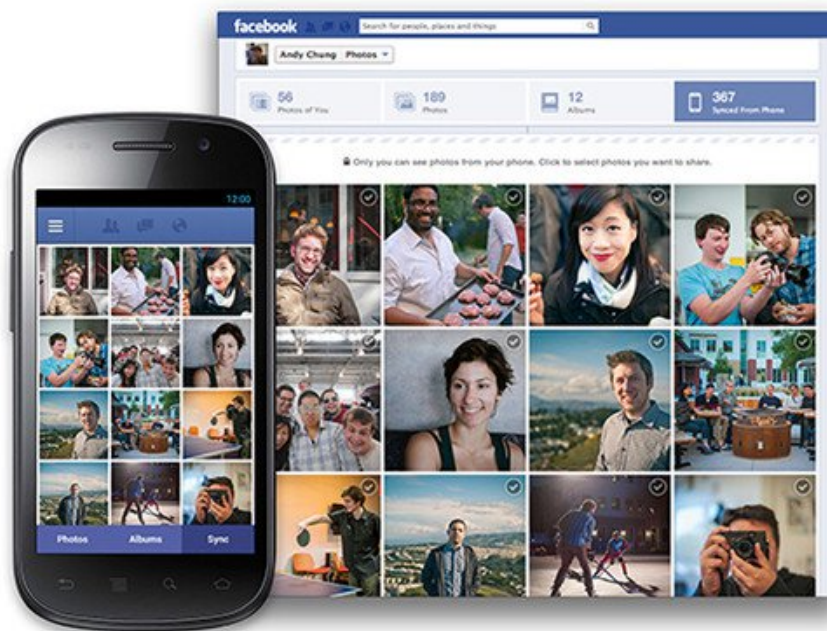 facebook
Search for people, places and things
Andy Chung
Photos
56
Photos of You
189
Photos
12
Albums
367
Synced From Phone
Only you can see photos from your phone. Click to select photos you want to share.
12:00
Photos
Albums
Sync